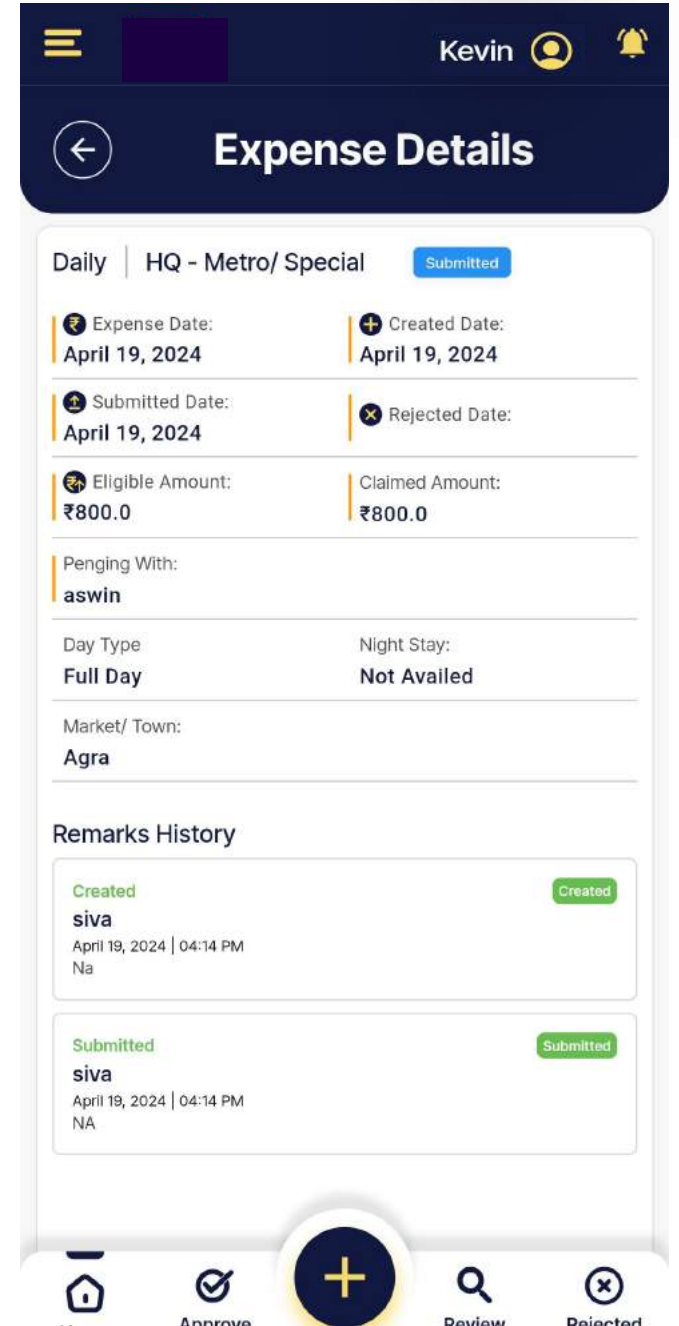 Kevin
Expense Details
Daily | HQ - Metro/ Special Submitted
Expense Date: Created Date:
April 19, 2024 April 19, 2024
Submitted Date: Rejected Date:
April 19, 2024
Eligible Amount: Claimed Amount:
₹800.0 ₹800.0
Penging With:
aswin
Day Type Night Stay:
Full Day Not Availed
Market/ Town:
Agra
Remarks History
Created Created
siva
April 19, 2024 | 04:14 PM
Na
Submitted Submitted
siva
April 19, 2024 | 04:14 PM
NA
Approve Review Rejected